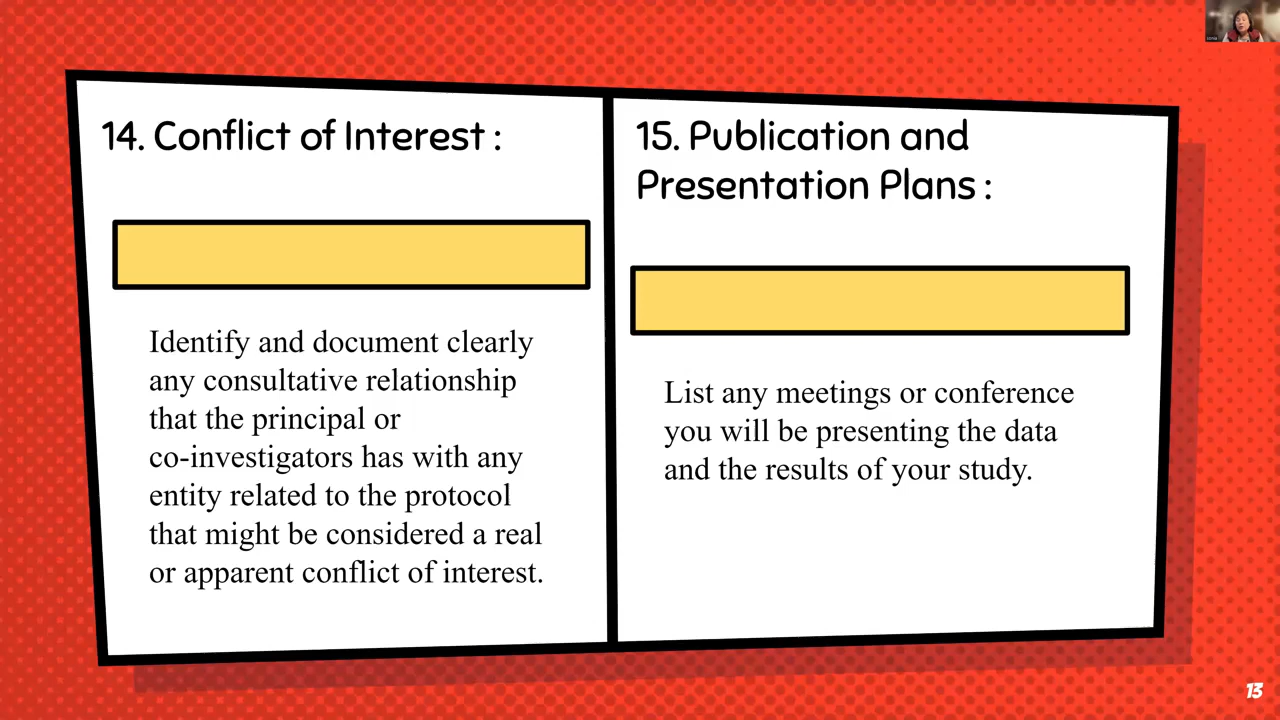 14. Conflict of Interest :
Identify and document clearly
any consultative relationship
that the principal or
co-investigators has with any
entity related to the protocol
that might be considered a real
or apparent conflict of interest.
15. Publication and
Presentation Plans :
List any meetings or conference
you will be presenting the data
and the results of your study.
13